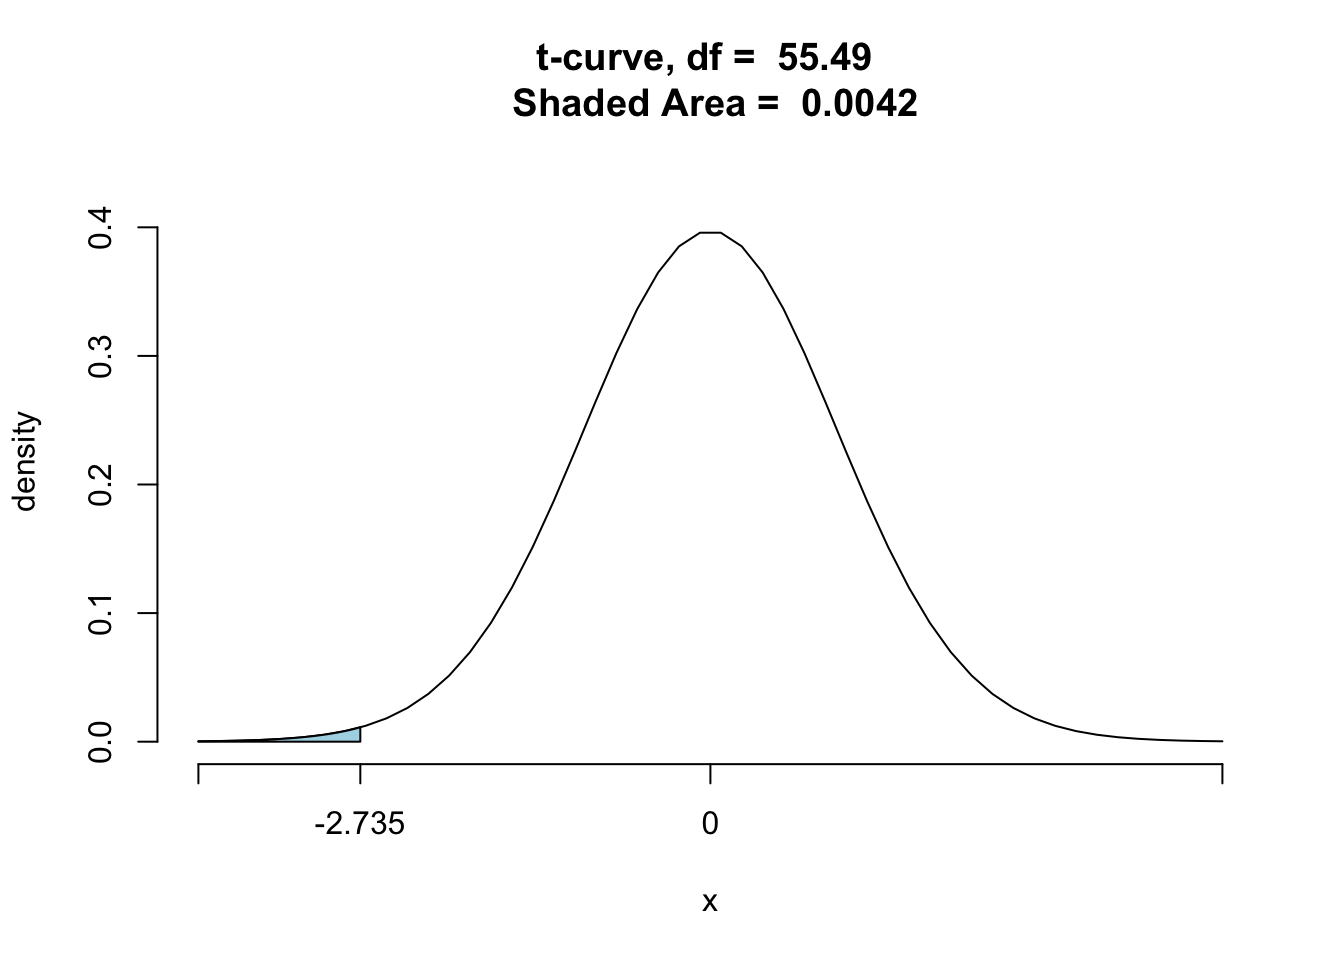 t-curve, df =  55.49
Shaded Area =  0.0042
density
0.4
0.3
0.2
0.1
0.0
-2.735
0
x